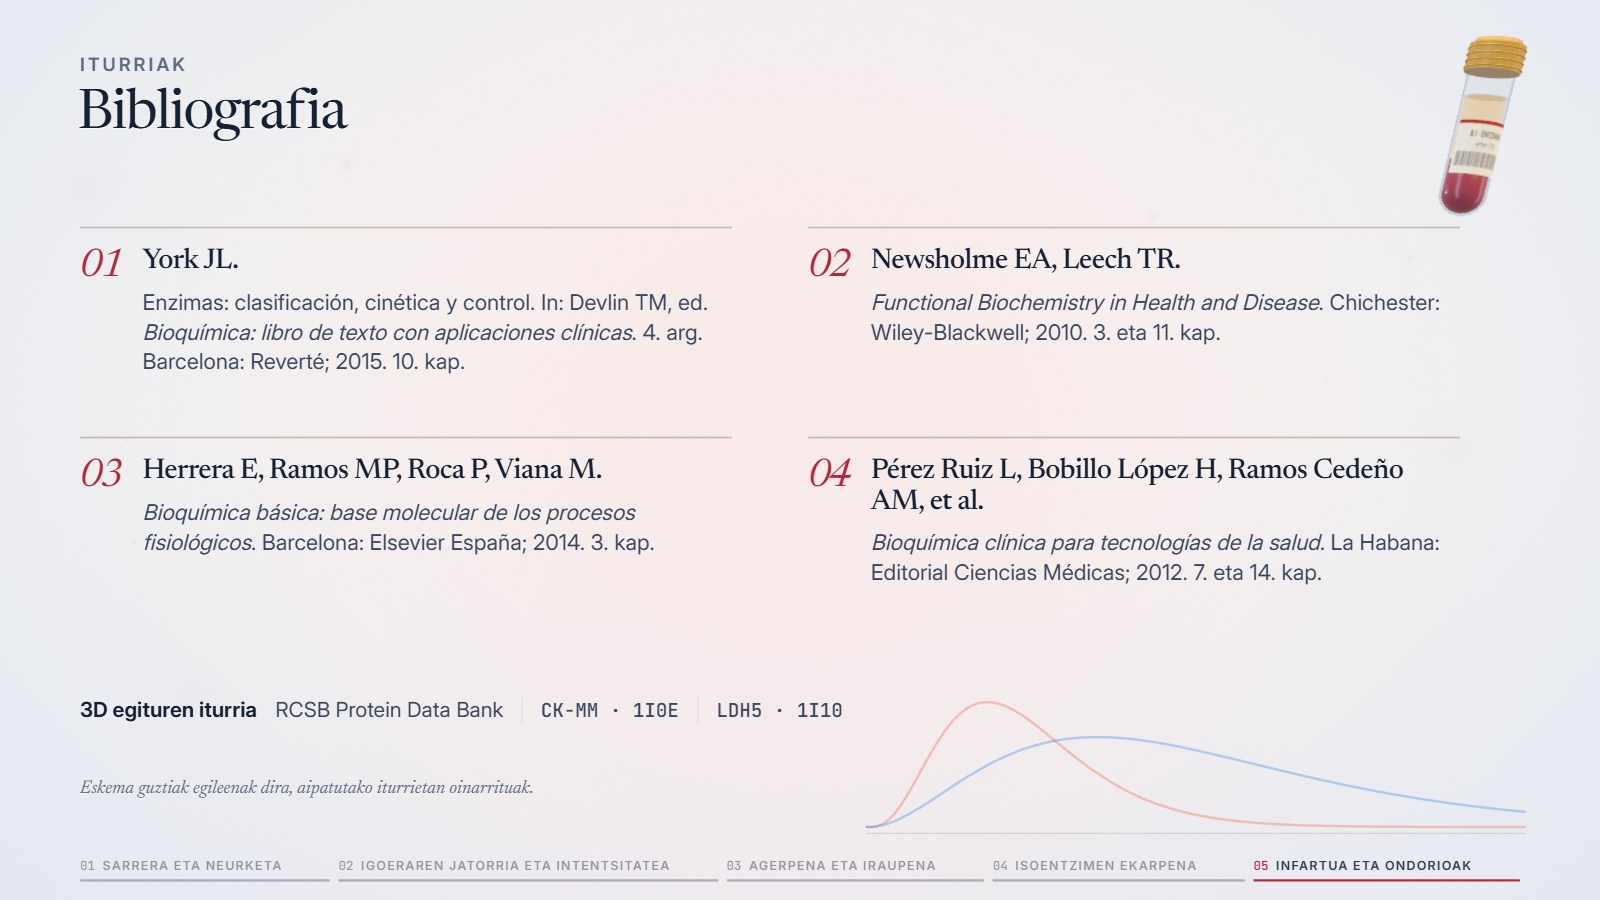 ITURRIAK
Bibliografia
01 York JL.
Enzimas: clasificación, cinética y control. In: Devlin TM, ed.
Bioquímica: libro de texto con aplicaciones clínicas. 4. arg.
Barcelona: Reverté; 2015. 10. kap.
02 Newsholme EA, Leech TR.
Functional Biochemistry in Health and Disease. Chichester:
Wiley-Blackwell; 2010. 3. eta 11. kap.
03 Herrera E, Ramos MP, Roca P, Viana M.
Bioquímica básica: base molecular de los procesos
fisiológicos. Barcelona: Elsevier España; 2014. 3. kap.
04 Pérez Ruiz L, Bobillo López H, Ramos Cedeño
AM, et al.
Bioquímica clínica para tecnologías de la salud. La Habana:
Editorial Ciencias Médicas; 2012. 7. eta 14. kap.
3D egituren iturria RCSB Protein Data Bank CK-MM · 1I0E LDH5 · 1I10
Eskema guztiak egileenak dira, aipatutako iturrietan oinarrituak.
01 SARRERA ETA NEURKETA 02 IGOERAREN JATORRIA ETA INTENTSITATEA 03 AGERPENA ETA IRAUPENA 04 ISOENTZIMEN EKARPENA 05 INFARTUA ETA ONDORIOAK